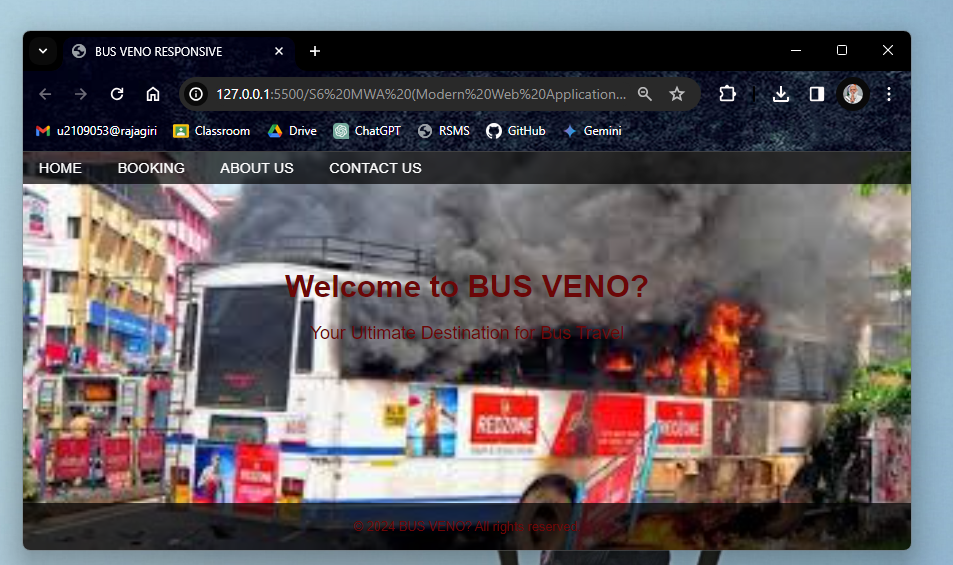 BUS VENO RESPONSIVE
127.0.0.1:5500/S6%20MWA%20(Modern%20Web%20Application...
u2109053@rajagiri Classroom Drive ChatGPT RSMS GitHub Gemini
HOME BOOKING ABOUT US CONTACT US
Welcome to BUS VENO?
Your Ultimate Destination for Bus Travel
REDZONE
REDZONE
© 2024 BUS VENO? All rights reserved